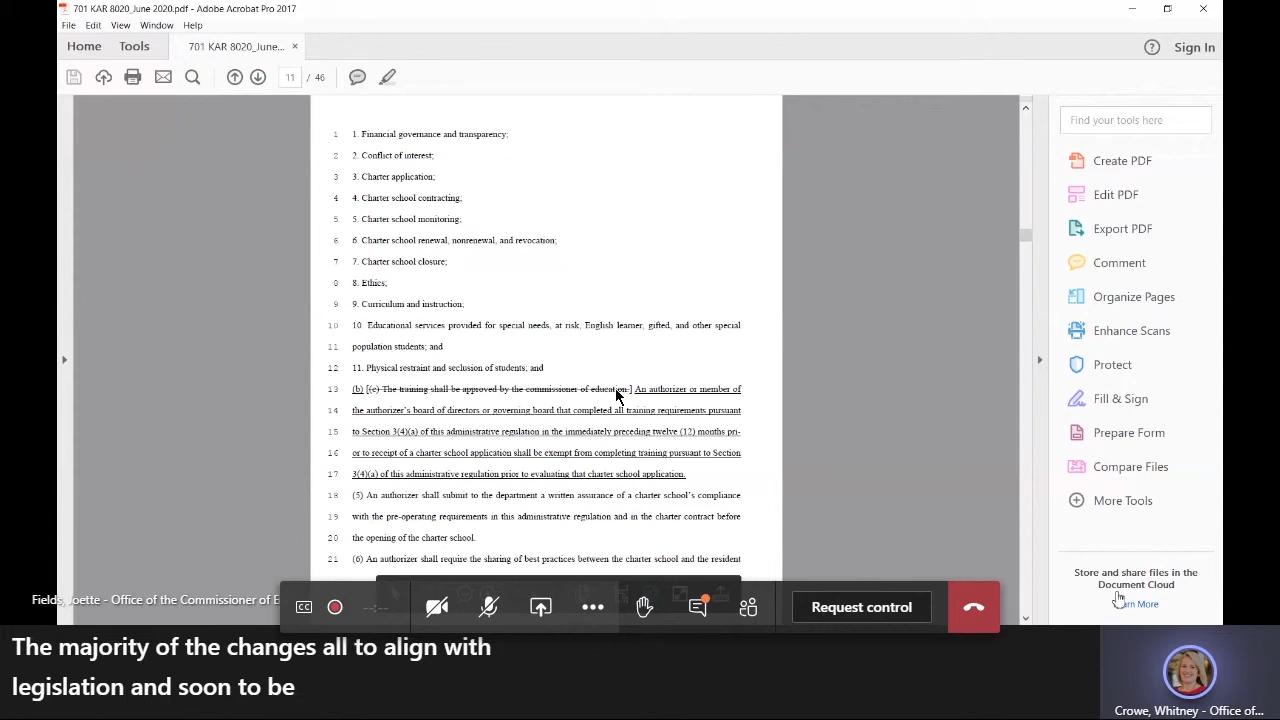 701 KAR 8020_June 2020.pdf - Adobe Acrobat Pro 2017
File Edit View Window Help
Home Tools 701 KAR 8020_June... × Sign In
11 / 46
1 1. Financial governance and transparency;
2 2. Conflict of interest;
3 3. Charter application;
4 4. Charter school contracting;
5 5. Charter school monitoring;
6 6. Charter school renewal, nonrenewal, and revocation;
7 7. Charter school closure;
8 8. Ethics;
9 9. Curriculum and instruction;
10 10. Educational services provided for special needs, at risk, English learner, gifted, and other special
11 population students; and
12 11. Physical restraint and seclusion of students; and
13 (b) [(c) The training shall be approved by the commissioner of education.] An authorizer or member of
14 the authorizer's board of directors or governing board that completed all training requirements pursuant
15 to Section 3(4)(a) of this administrative regulation in the immediately preceding twelve (12) months pri-
16 or to receipt of a charter school application shall be exempt from completing training pursuant to Section
17 3(4)(a) of this administrative regulation prior to evaluating that charter school application.
18 (5) An authorizer shall submit to the department a written assurance of a charter school's compliance
19 with the pre-operating requirements in this administrative regulation and in the charter contract before
20 the opening of the charter school.
21 (6) An authorizer shall require the sharing of best practices between the charter school and the resident
Find your tools here
Create PDF
Edit PDF
Export PDF
Comment
Organize Pages
Enhance Scans
Protect
Fill & Sign
Prepare Form
Compare Files
More Tools
Store and share files in the
Document Cloud
Fields, Joette - Office of the Commissioner of E
CC --:-- Request control
The majority of the changes all to align with
legislation and soon to be
Crowe, Whitney - Office of...